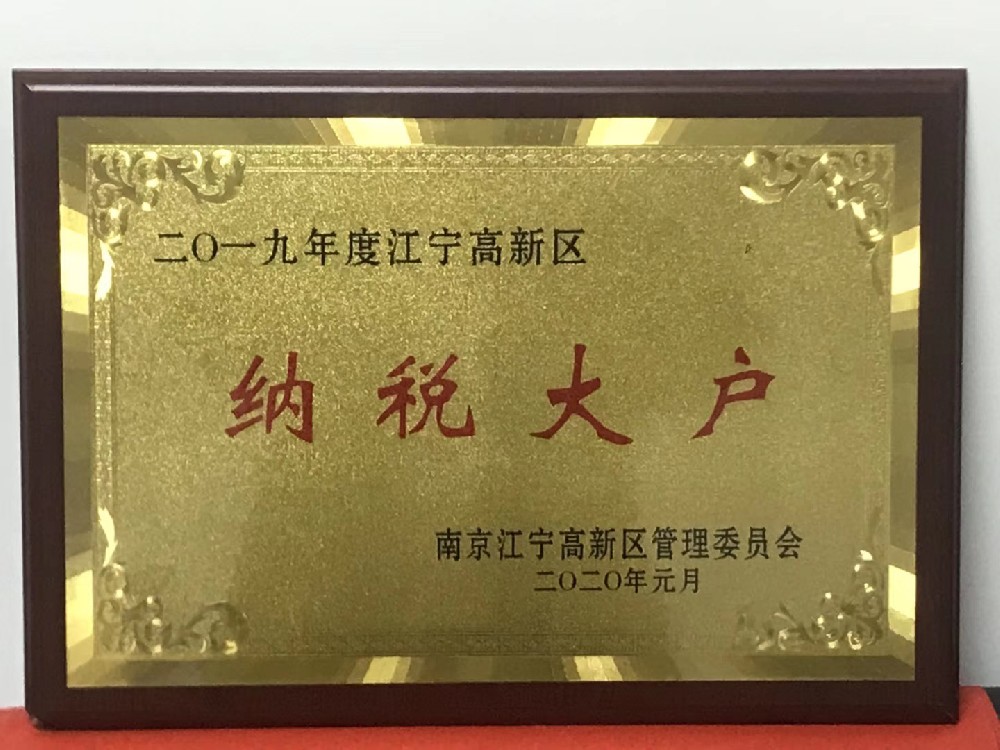 二〇一九年度江宁高新区
纳税大户
南京江宁高新区管理委员会
二〇二〇年元月